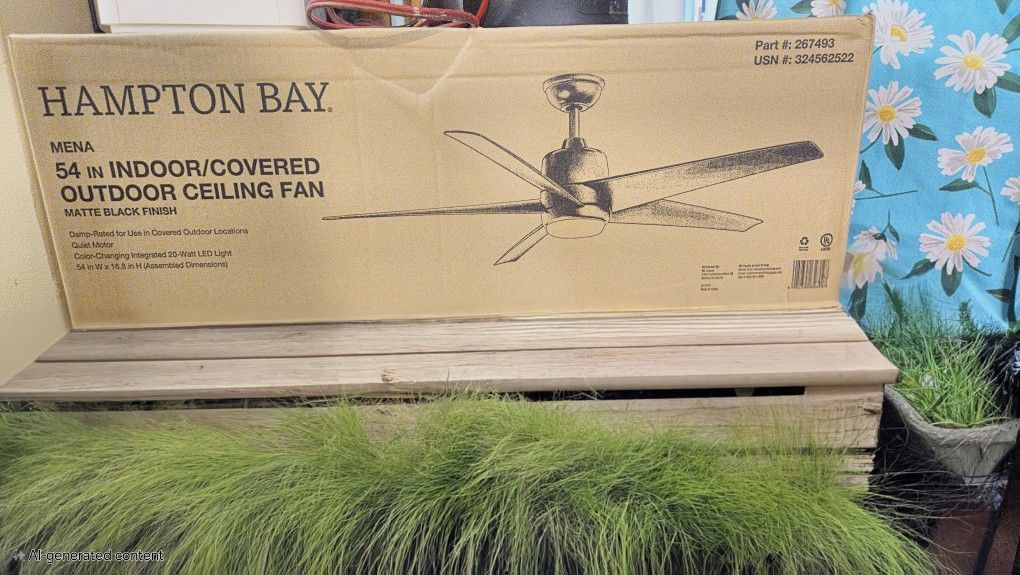 HAMPTON BAY®
MENA
54 IN INDOOR/COVERED
OUTDOOR CEILING FAN
MATTE BLACK FINISH
Damp-Rated for Use in Covered Outdoor Locations
Quiet Motor
Color-Changing Integrated 20-Watt LED Light
54 in W x 16.8 in H (Assembled Dimensions)
Part #: 267493
USN #: 324562522
AI-generated content